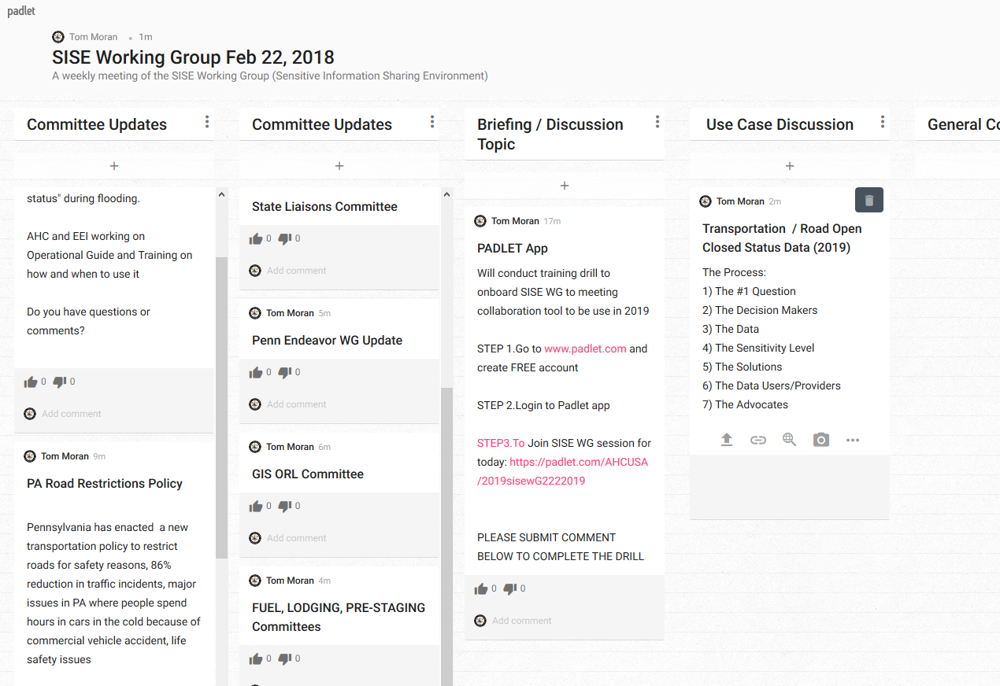 padlet
Tom Moran • 1m
SISE Working Group Feb 22, 2018
A weekly meeting of the SISE Working Group (Sensitive Information Sharing Environment)
Committee Updates
+
status" during flooding.
AHC and EEI working on
Operational Guide and Training on
how and when to use it
Do you have questions or
comments?
0 0
Add comment
Tom Moran 9m
PA Road Restrictions Policy
Pennsylvania has enacted  a new
transportation policy to restrict
roads for safety reasons, 86%
reduction in traffic incidents, major
issues in PA where people spend
hours in cars in the cold because of
commercial vehicle accident, life
safety issues
Committee Updates
+
State Liaisons Committee
0 0
Add comment
Tom Moran 5m
Penn Endeavor WG Update
0 0
Add comment
Tom Moran 6m
GIS ORL Committee
0 0
Add comment
Tom Moran 4m
FUEL, LODGING, PRE-STAGING
Committees
0 0
Briefing / Discussion
Topic
+
Tom Moran 17m
PADLET App
Will conduct training drill to
onboard SISE WG to meeting
collaboration tool to be use in 2019
STEP 1.Go to www.padlet.com and
create FREE account
STEP 2.Login to Padlet app
STEP3.To Join SISE WG session for
today: https://padlet.com/AHCUSA
/2019sisewG2222019
PLEASE SUBMIT COMMENT
BELOW TO COMPLETE THE DRILL
0 0
Add comment
Use Case Discussion
+
Tom Moran 2m
Transportation  / Road Open
Closed Status Data (2019)
The Process:
1) The #1 Question
2) The Decision Makers
3) The Data
4) The Sensitivity Level
5) The Solutions
6) The Data Users/Providers
7) The Advocates
General Co